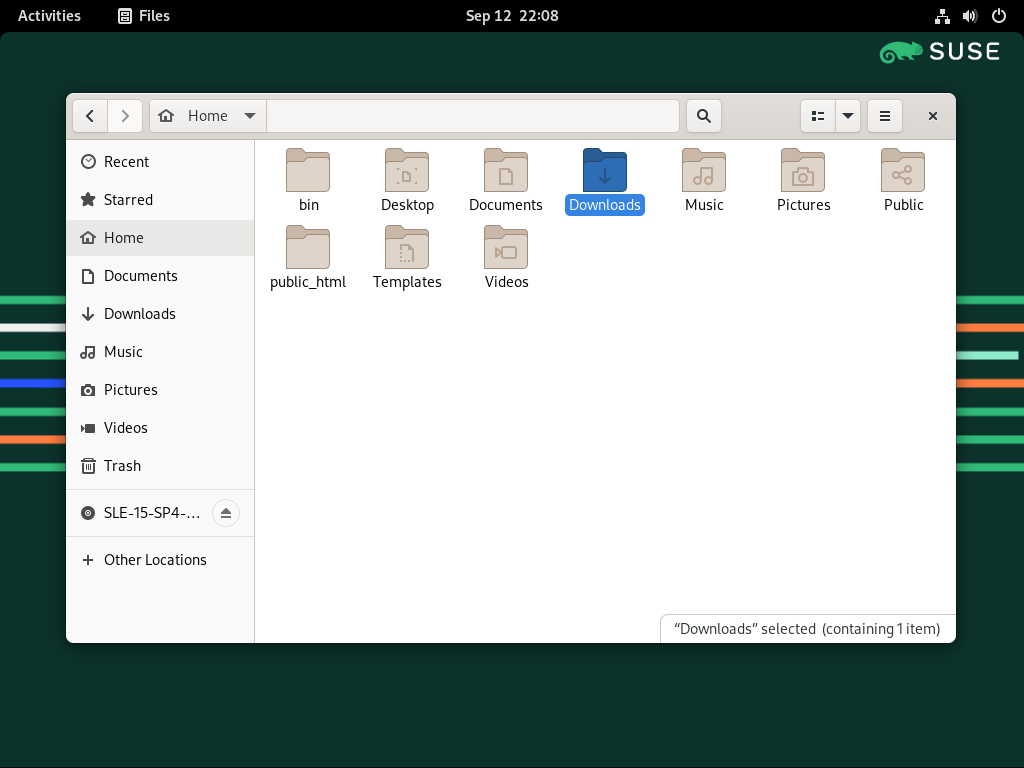 Activities Files Sep 12 22:08
SUSE
Home
Recent
Starred
Home
Documents
Downloads
Music
Pictures
Videos
Trash
SLE-15-SP4-...
Other Locations
bin Desktop Documents Downloads Music Pictures Public
public_html Templates Videos
“Downloads” selected (containing 1 item)